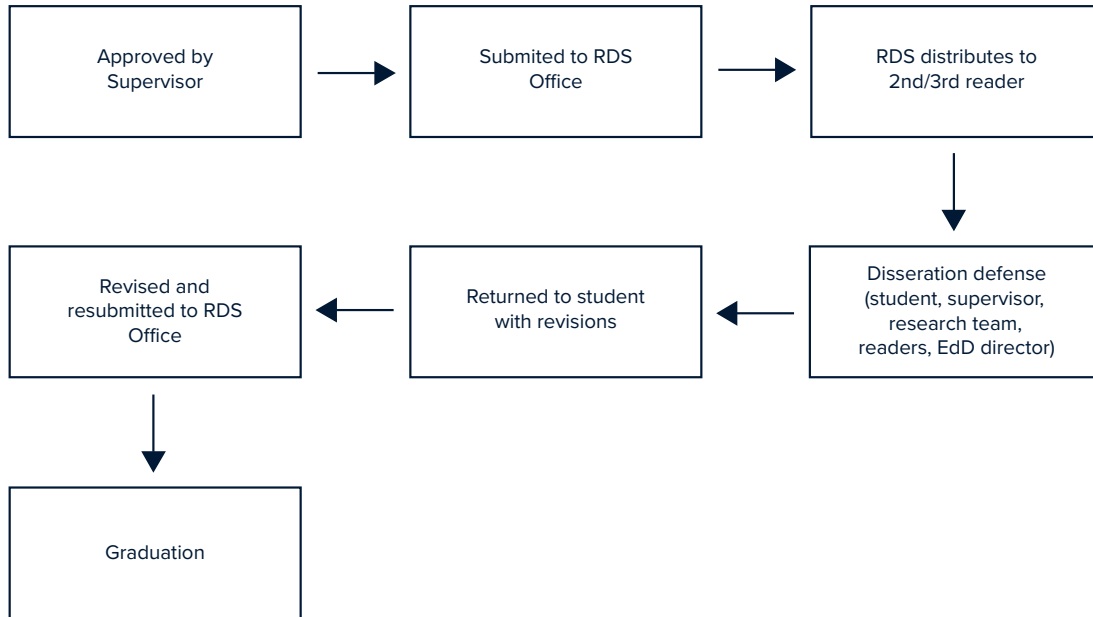 Approved by
Supervisor
Submited to RDS
Office
RDS distributes to
2nd/3rd reader
Disseration defense
(student, supervisor,
research team,
readers, EdD director)
Returned to student
with revisions
Revised and
resubmitted to RDS
Office
Graduation